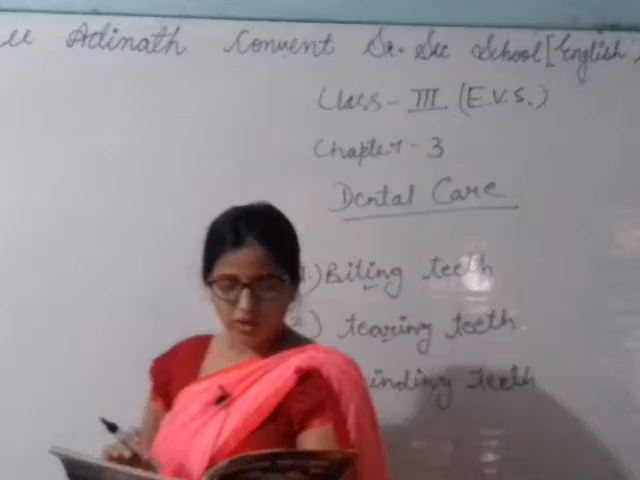 Adinath Convent Sr. Sec School [English
Class - III (E.V.S.)
Chapter - 3
Dental Care
1.) Biting teeth
2.) tearing teeth
inding teeth